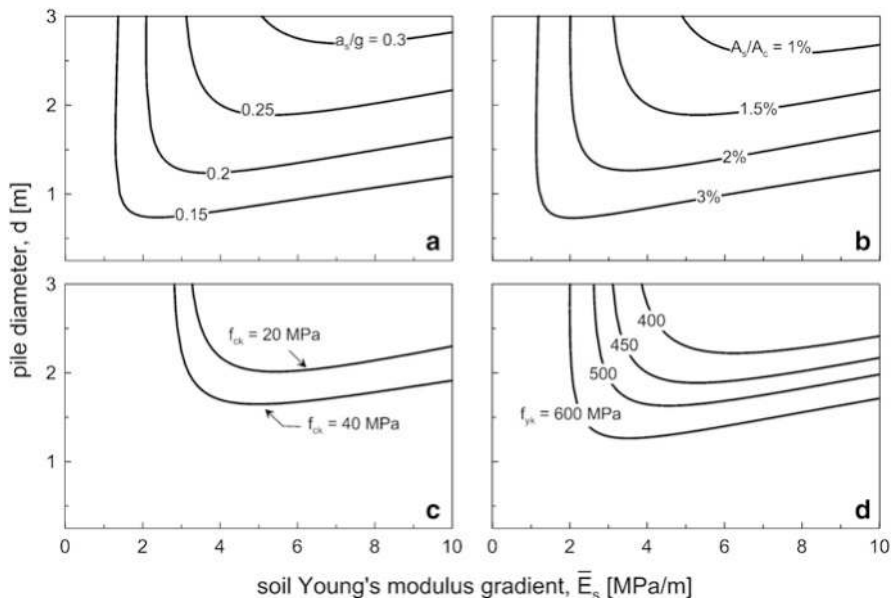 3
2
1
pile diameter, d [m]
a_s/g = 0.3
0.25
0.2
0.15
a
A_s/A_c = 1%
1.5%
2%
3%
b
3
2
1
f_ck = 20 MPa
f_ck = 40 MPa
c
400
450
500
f_yk = 600 MPa
d
0 2 4 6 8 10 0 2 4 6 8 10
soil Young's modulus gradient, E̅_s [MPa/m]